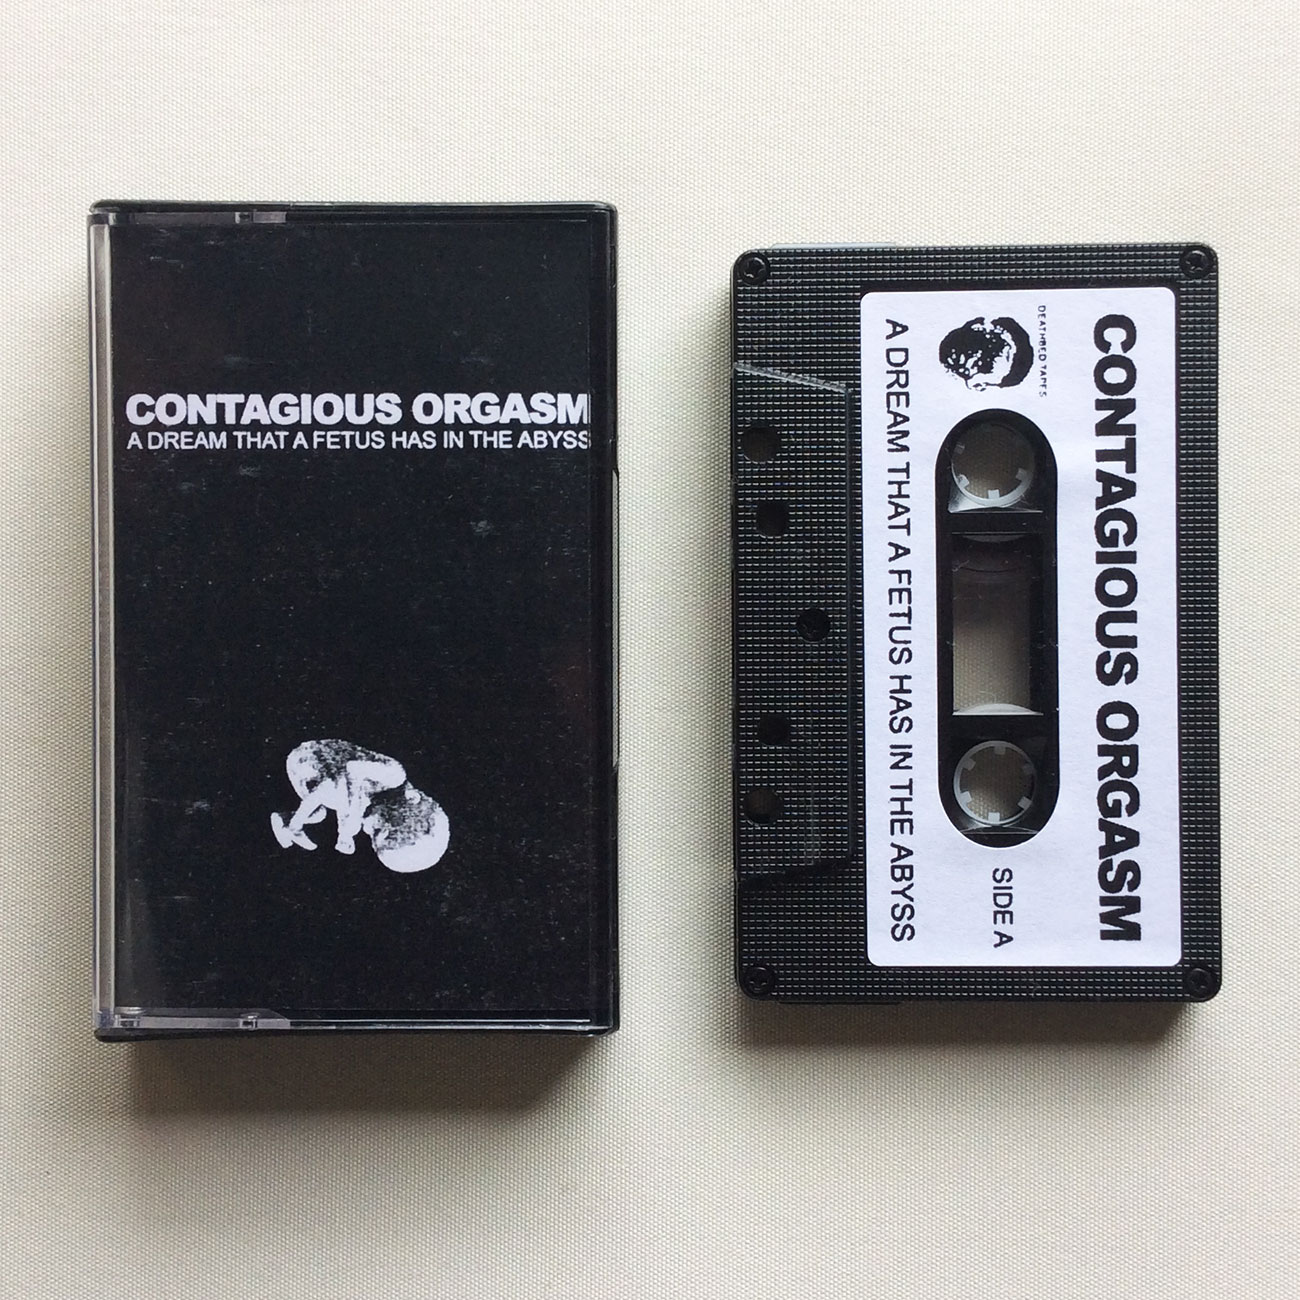 CONTAGIOUS ORGASM
A DREAM THAT A FETUS HAS IN THE ABYSS
CONTAGIOUS ORGASM
DEATHBED TAPES
SIDE A
A DREAM THAT A FETUS HAS IN THE ABYSS